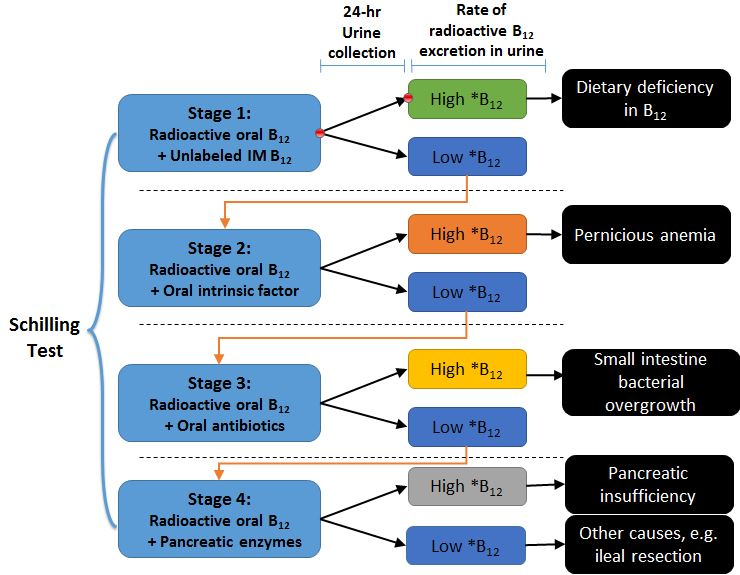 24-hr
Urine
collection
Rate of
radioactive B₁₂
excretion in urine
Schilling
Test
Stage 1:
Radioactive oral B₁₂
+ Unlabeled IM B₁₂
High *B₁₂
Dietary deficiency
in B₁₂
Low *B₁₂
Stage 2:
Radioactive oral B₁₂
+ Oral intrinsic factor
High *B₁₂
Pernicious anemia
Low *B₁₂
Stage 3:
Radioactive oral B₁₂
+ Oral antibiotics
High *B₁₂
Small intestine
bacterial
overgrowth
Low *B₁₂
Stage 4:
Radioactive oral B₁₂
+ Pancreatic enzymes
High *B₁₂
Pancreatic
insufficiency
Low *B₁₂
Other causes, e.g.
ileal resection